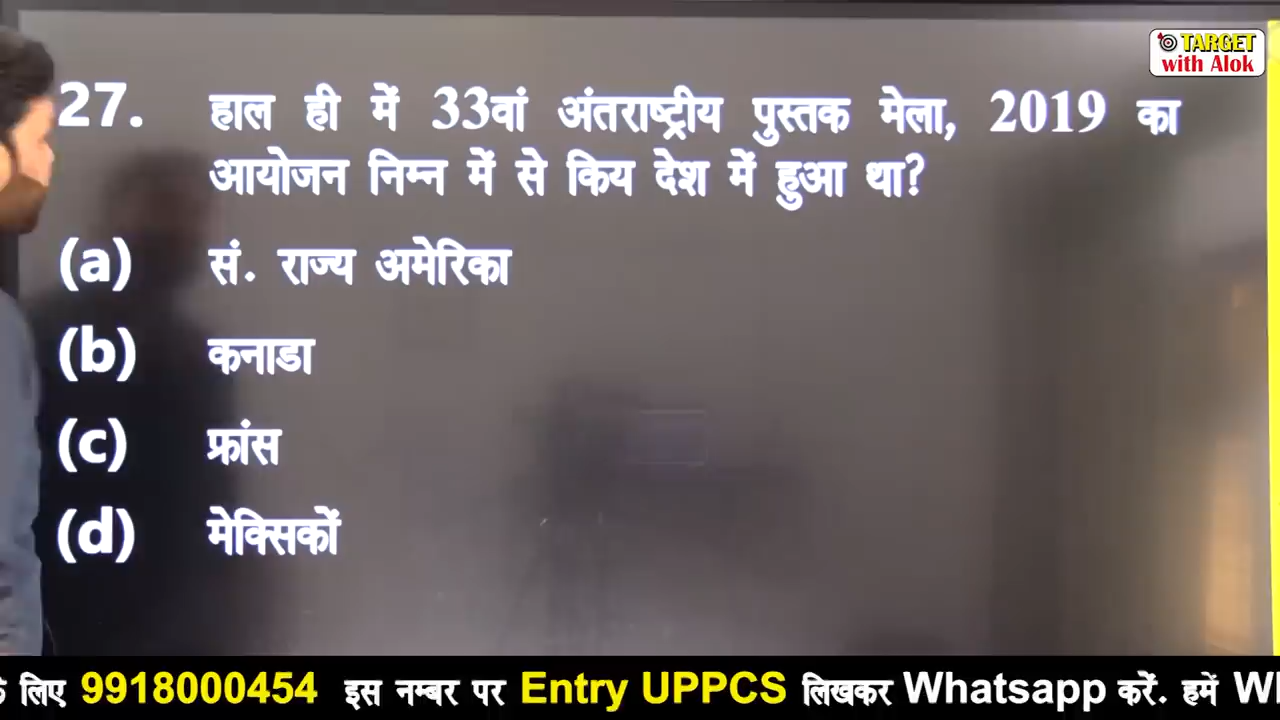 TARGET
with Alok
27. हाल ही में 33वां अंतराष्ट्रीय पुस्तक मेला, 2019 का
आयोजन निम्न में से किय देश में हुआ था?
(a) सं. राज्य अमेरिका
(b) कनाडा
(c) फ्रांस
(d) मेक्सिकों
लिए 9918000454 इस नम्बर पर Entry UPPCS लिखकर Whatsapp करें. हमें